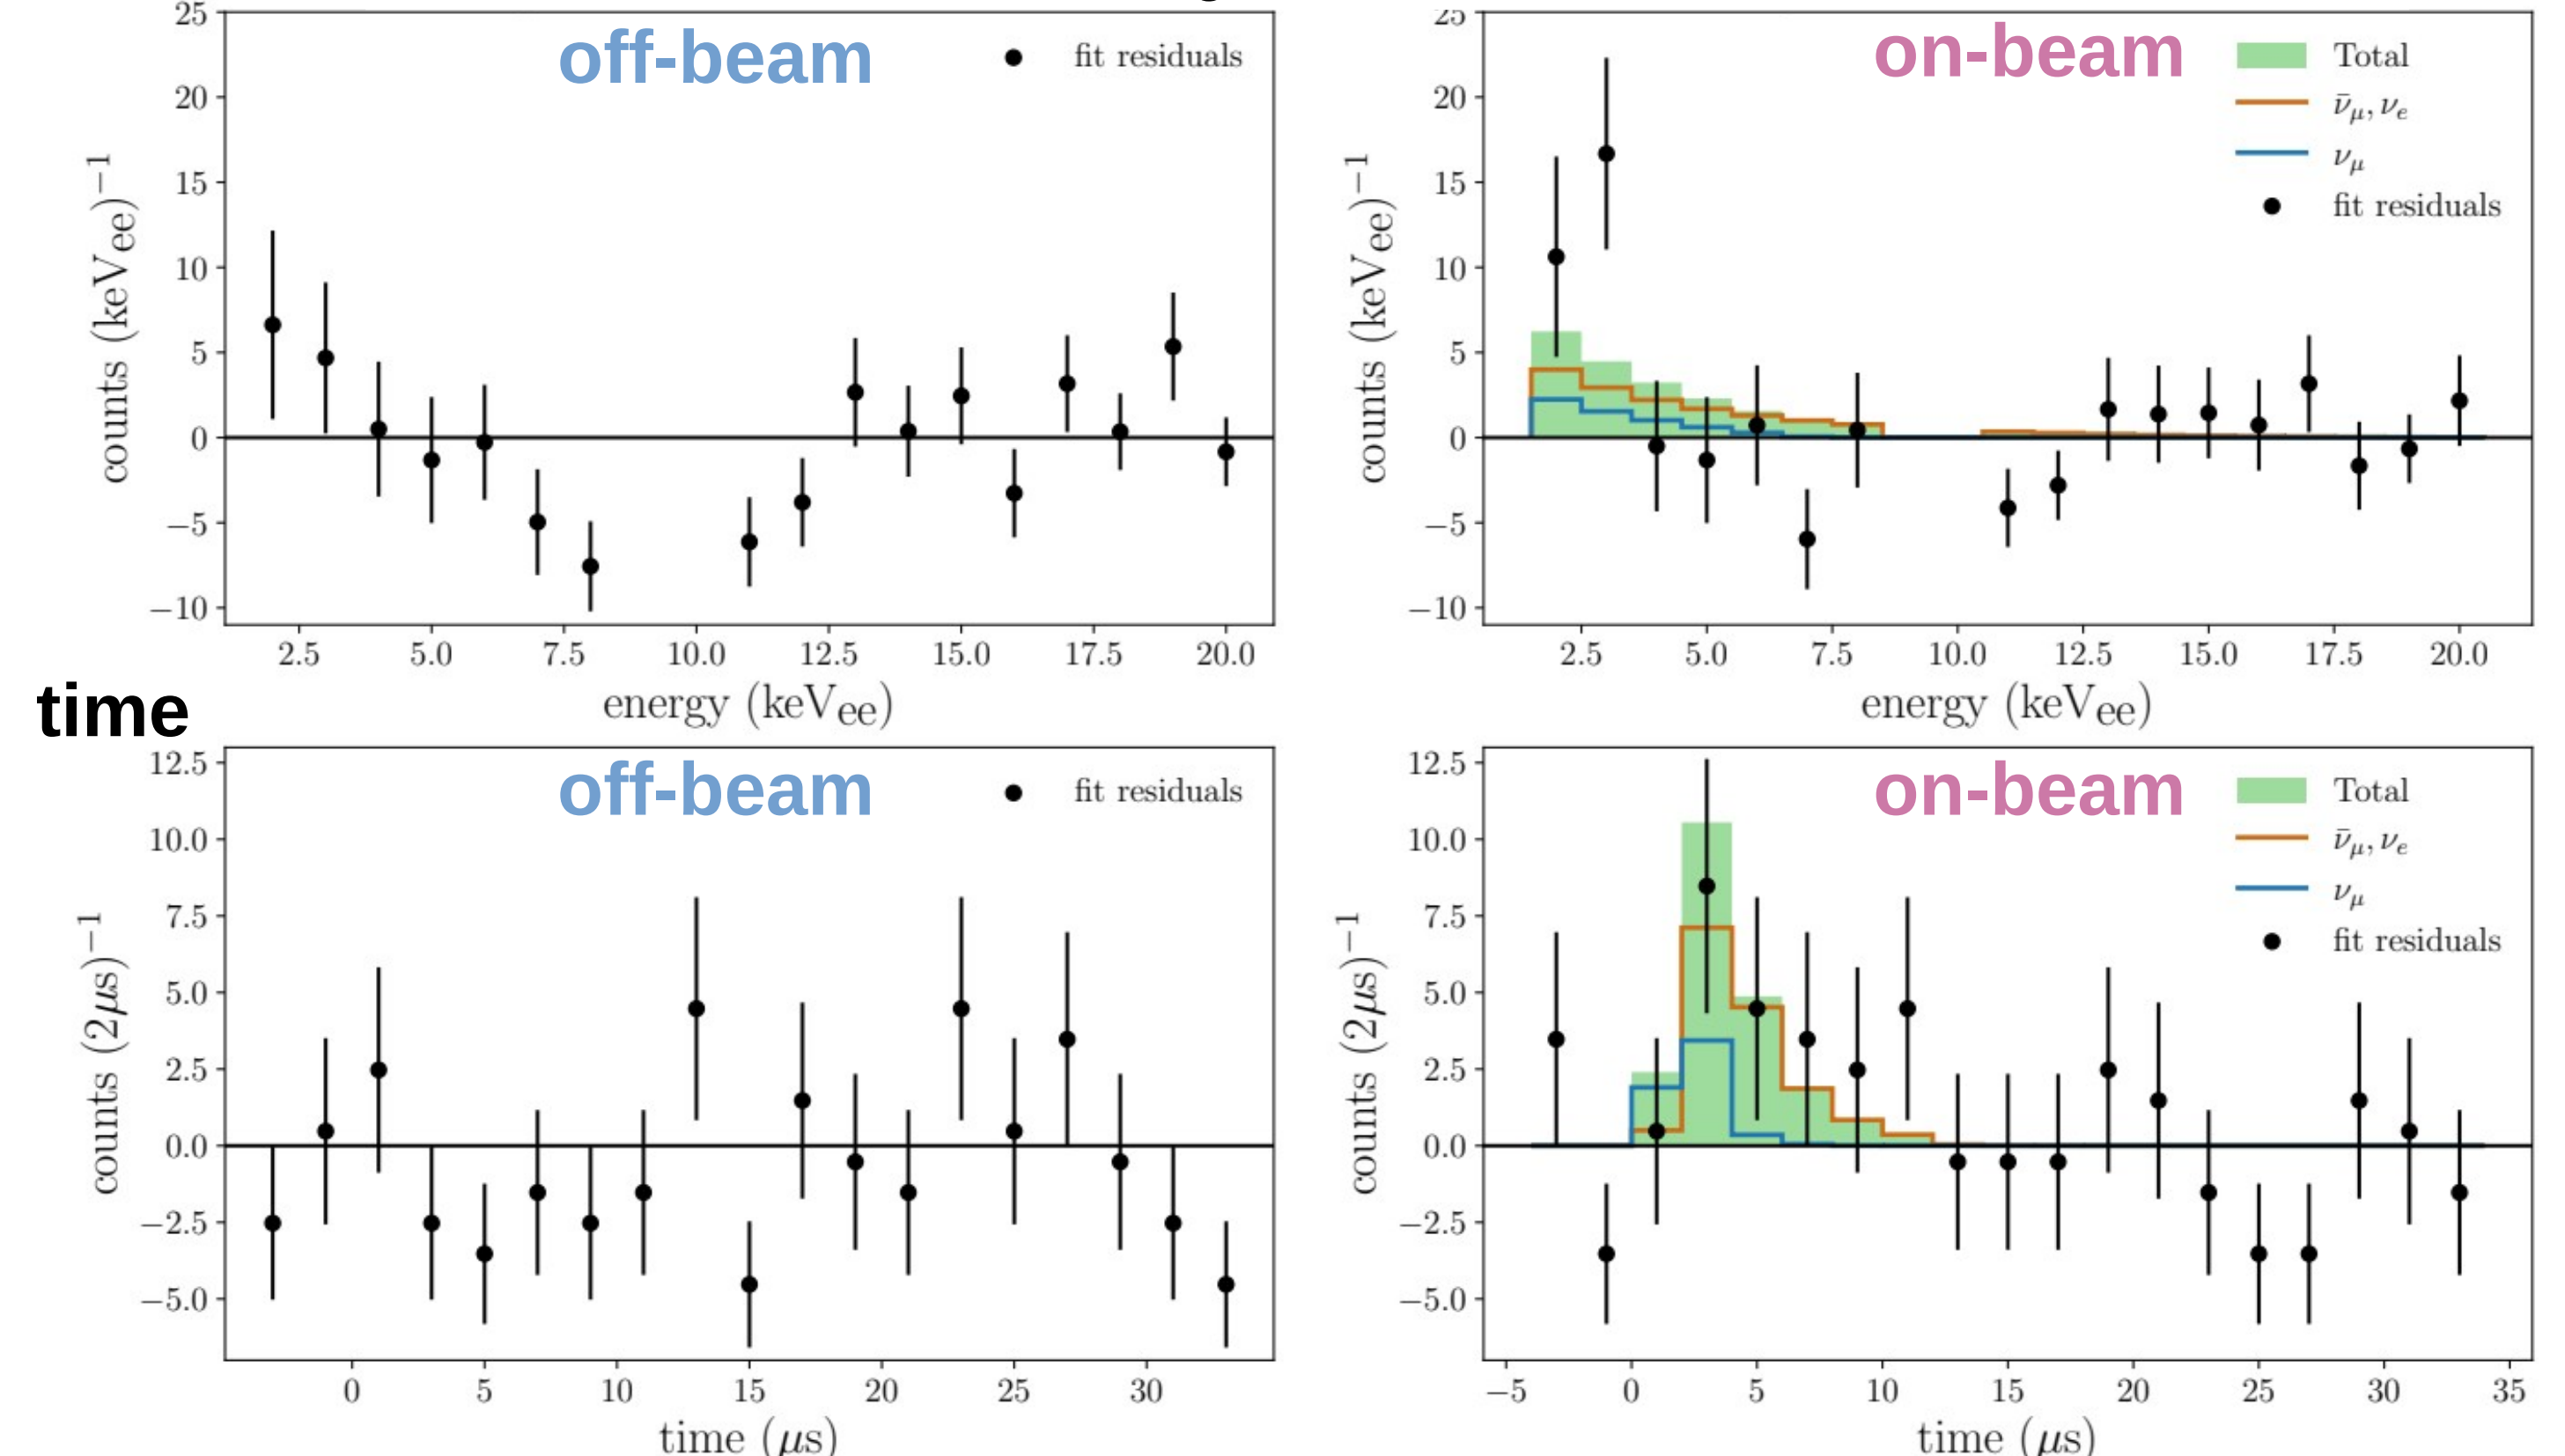 25
20
15
10
5
0
−5
−10
counts (keVee)⁻¹
off-beam
fit residuals
2.5 5.0 7.5 10.0 12.5 15.0 17.5 20.0
energy (keVee)
25
20
15
10
5
0
−5
−10
counts (keVee)⁻¹
on-beam
Total
ν̄μ, νe
νμ
fit residuals
2.5 5.0 7.5 10.0 12.5 15.0 17.5 20.0
energy (keVee)
time
12.5
10.0
7.5
5.0
2.5
0.0
−2.5
−5.0
counts (2μs)⁻¹
off-beam
fit residuals
0 5 10 15 20 25 30
time (μs)
12.5
10.0
7.5
5.0
2.5
0.0
−2.5
−5.0
counts (2μs)⁻¹
on-beam
Total
ν̄μ, νe
νμ
fit residuals
−5 0 5 10 15 20 25 30 35
time (μs)